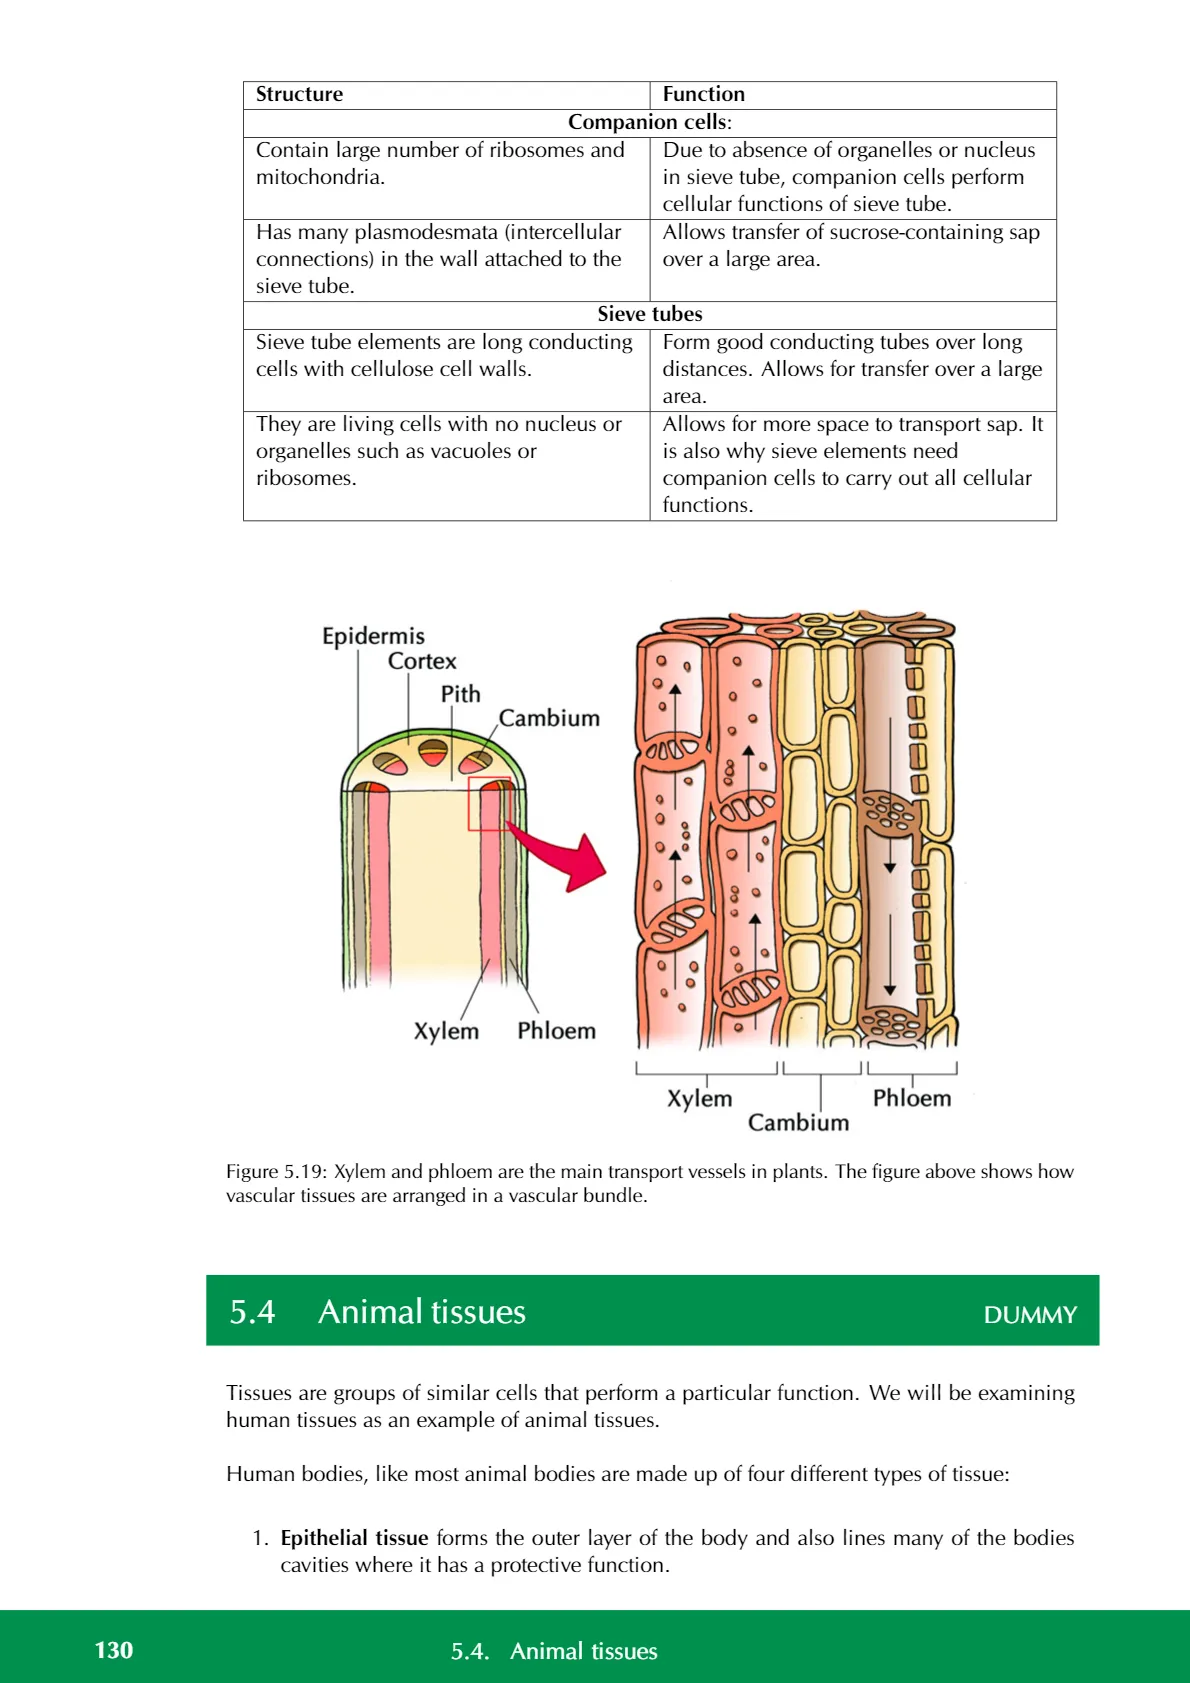 Structure Function
Companion cells:
Contain large number of ribosomes and
mitochondria.
Due to absence of organelles or nucleus
in sieve tube, companion cells perform
cellular functions of sieve tube.
Has many plasmodesmata (intercellular
connections) in the wall attached to the
sieve tube.
Allows transfer of sucrose-containing sap
over a large area.
Sieve tubes
Sieve tube elements are long conducting
cells with cellulose cell walls.
Form good conducting tubes over long
distances. Allows for transfer over a large
area.
They are living cells with no nucleus or
organelles such as vacuoles or
ribosomes.
Allows for more space to transport sap. It
is also why sieve elements need
companion cells to carry out all cellular
functions.
Epidermis
Cortex
Pith
Cambium
Xylem
Phloem
Xylem
Cambium
Phloem
Figure 5.19: Xylem and phloem are the main transport vessels in plants. The figure above shows how
vascular tissues are arranged in a vascular bundle.
5.4 Animal tissues DUMMY
Tissues are groups of similar cells that perform a particular function. We will be examining
human tissues as an example of animal tissues.
Human bodies, like most animal bodies are made up of four different types of tissue:
1. Epithelial tissue forms the outer layer of the body and also lines many of the bodies
cavities where it has a protective function.
130 5.4. Animal tissues